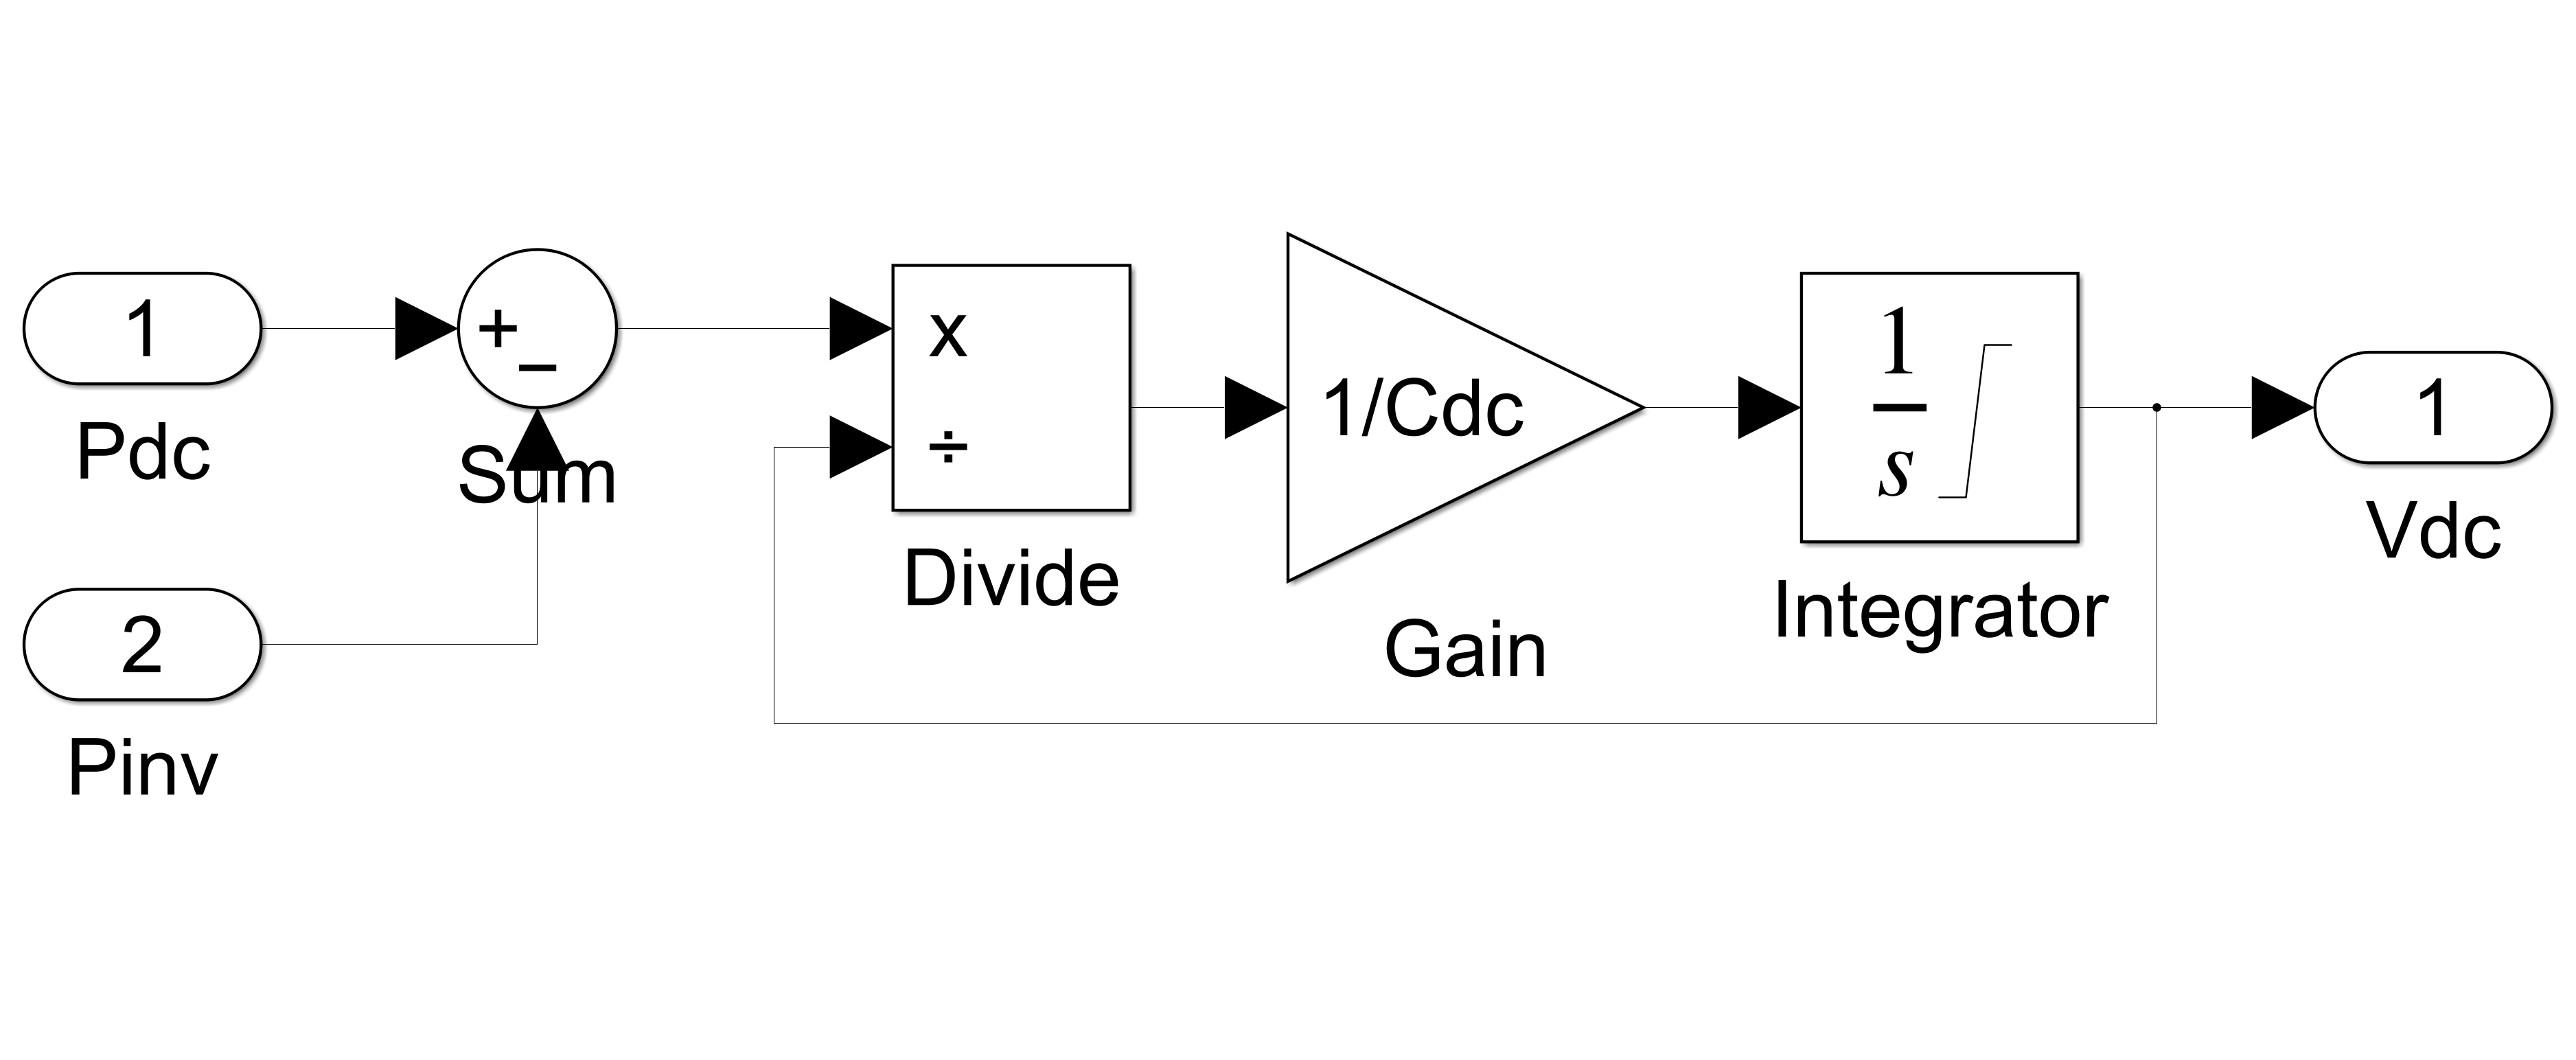 1
Pdc
2
Pinv
+
−
Sum
x
÷
Divide
1/Cdc
Gain
1
s
Integrator
1
Vdc